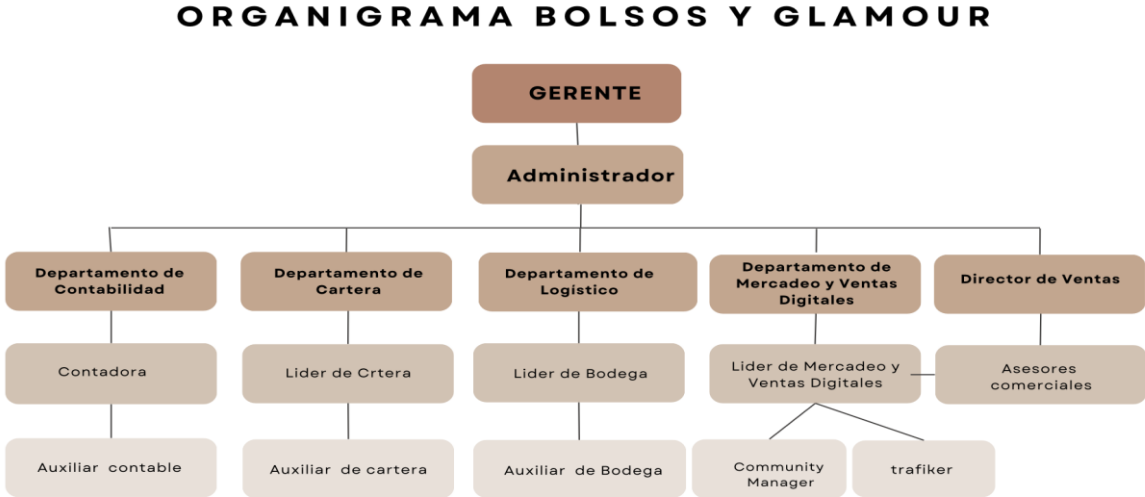 ORGANIGRAMA BOLSOS Y GLAMOUR
GERENTE
Administrador
Departamento de
Contabilidad
Departamento de
Cartera
Departamento de
Logístico
Departamento de
Mercadeo y Ventas
Digitales
Director de Ventas
Contadora
Lider de Crtera
Lider de Bodega
Lider de Mercadeo y
Ventas Digitales
Asesores
comerciales
Auxiliar contable
Auxiliar de cartera
Auxiliar de Bodega
Community
Manager
trafiker